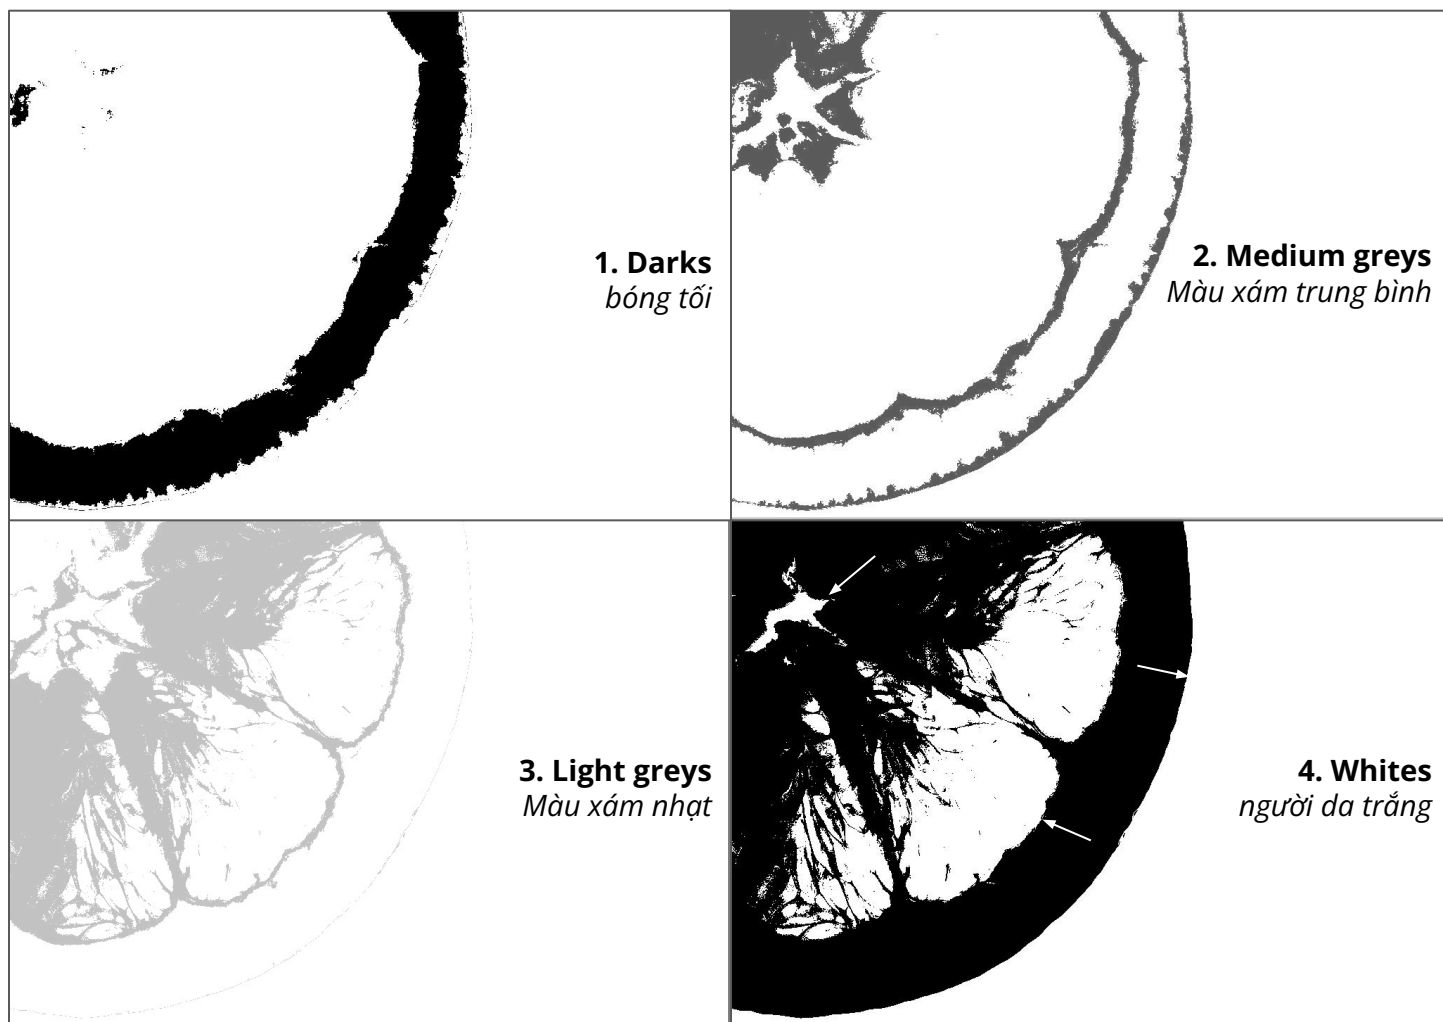 1. Darks
bóng tối
2. Medium greys
Màu xám trung bình
3. Light greys
Màu xám nhạt
4. Whites
người da trắng